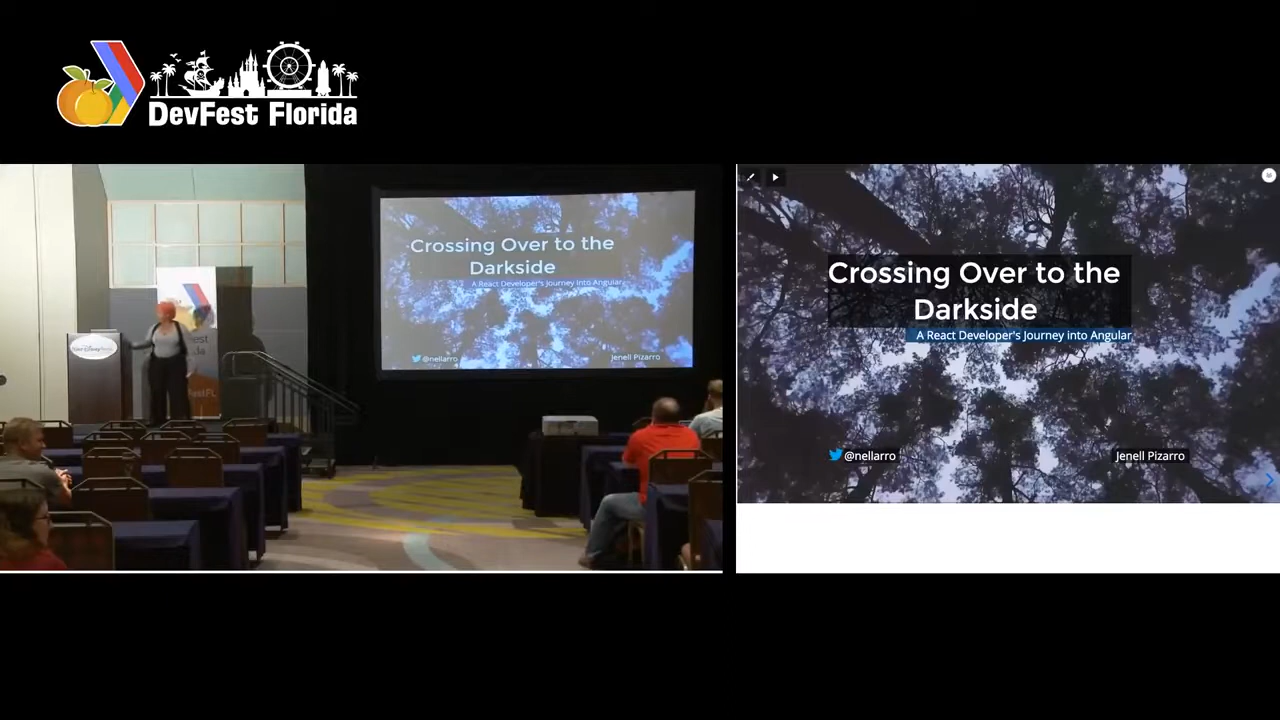 DevFest Florida
Crossing Over to the
Darkside
A React Developer's Journey into Angular
@nellarro
Jenell Pizarro
Crossing Over to the
Darkside
A React Developer's Journey into Angular
@nellarro
Jenell Pizarro